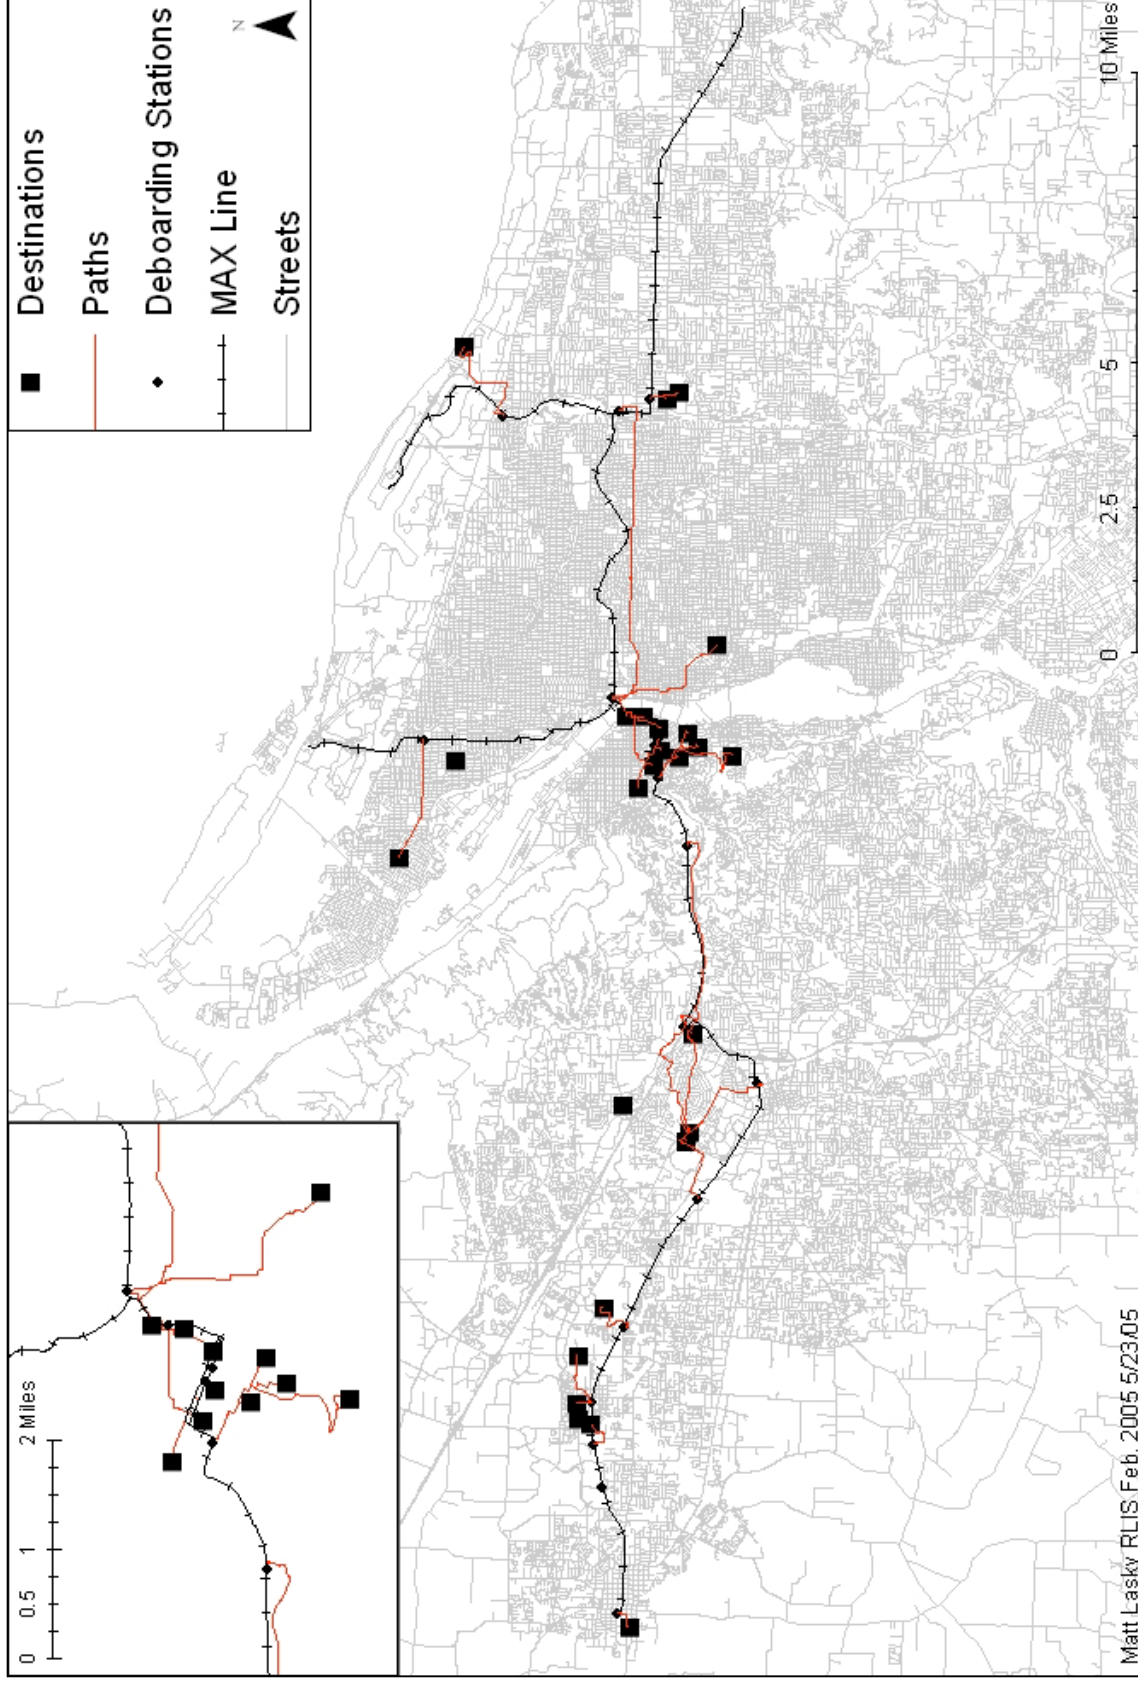 Destinations
Paths
Deboarding Stations
MAX Line
Streets
N
0 0.5 1 2 Miles
0 2.5 5 10 Miles
Matt Lasky RLIS Feb. 2005 5/23/05